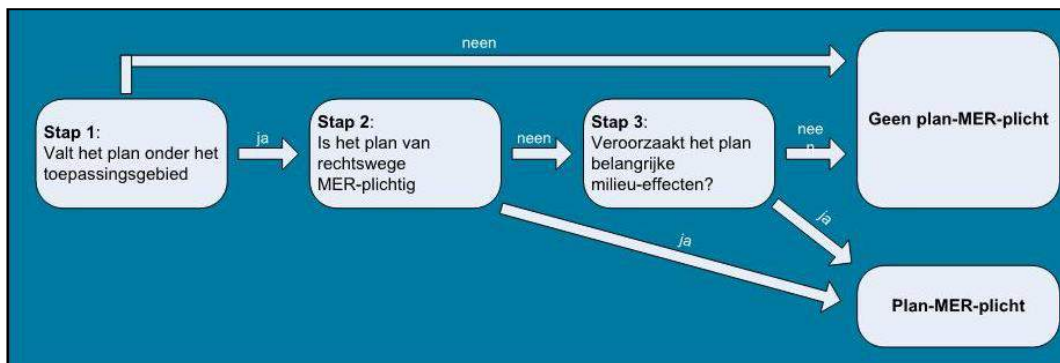 neen
Stap 1:
Valt het plan onder het
toepassingsgebied
ja
Stap 2:
Is het plan van
rechtswege
MER-plichtig
neen
Stap 3:
Veroorzaakt het plan
belangrijke
milieu-effecten?
nee
n
Geen plan-MER-plicht
ja
ja
Plan-MER-plicht